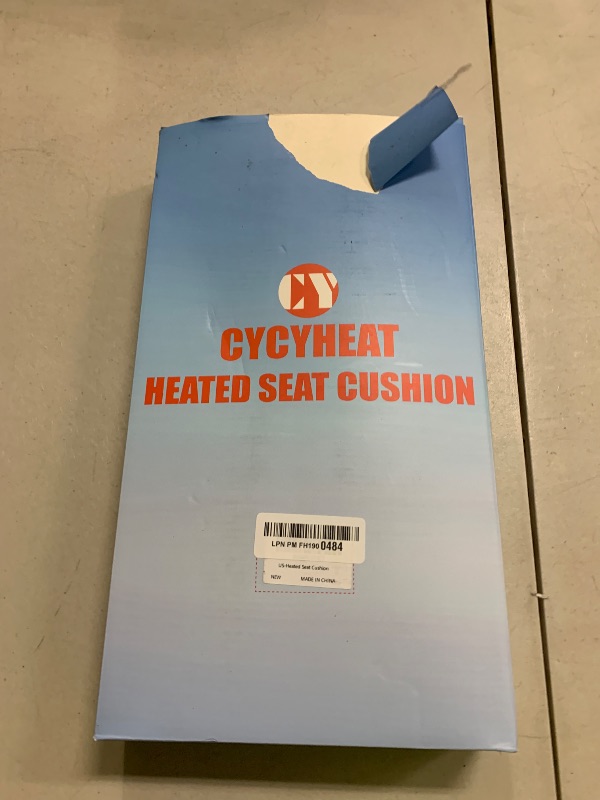 CY
CYCYHEAT
HEATED SEAT CUSHION
LPN PM FH190 0484
US-Heated Seat Cushion
NEW MADE IN CHINA